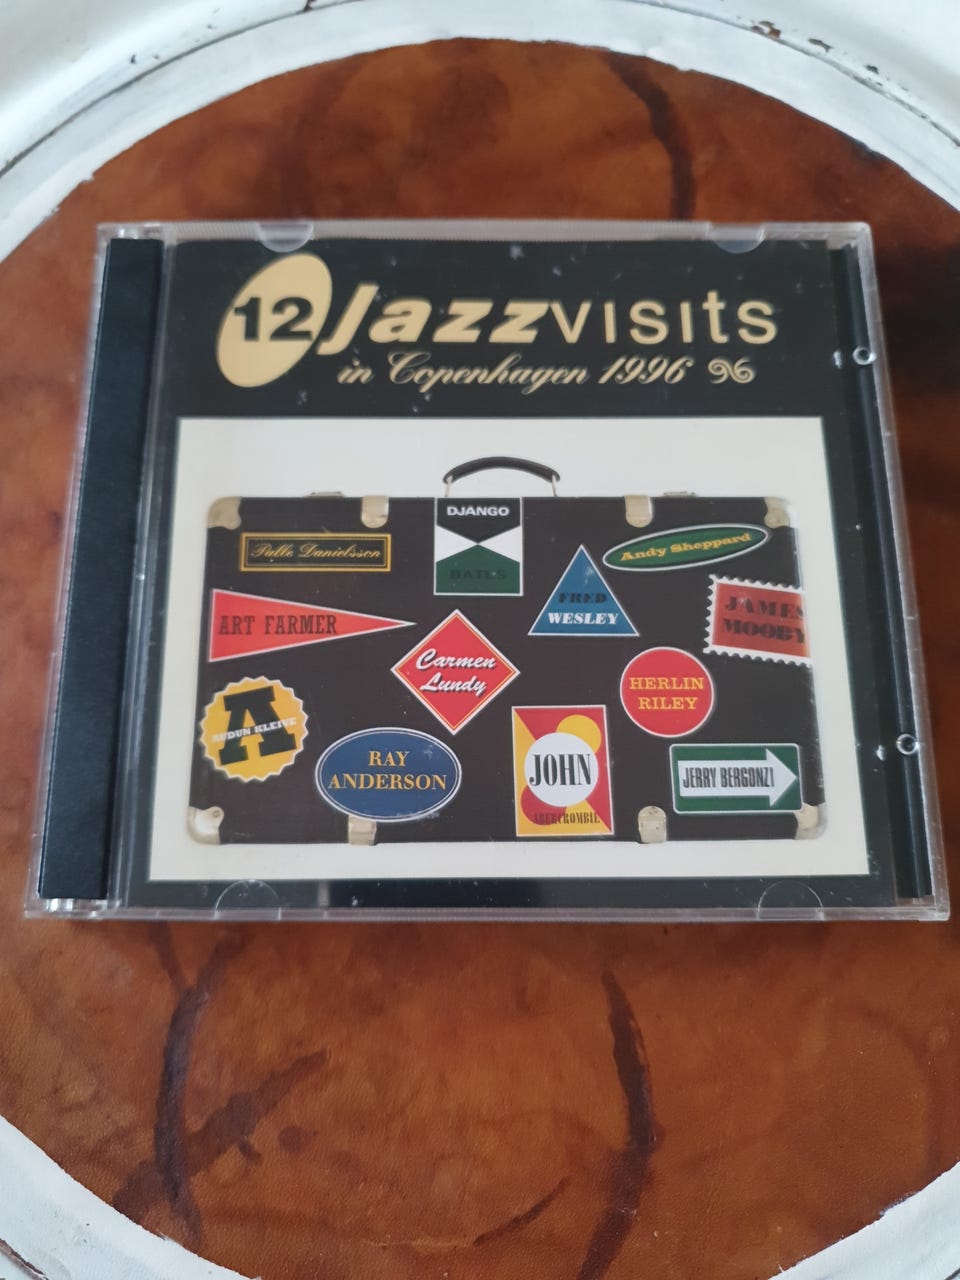 12 Jazzvisits
in Copenhagen 1996 96
DJANGO
BATES
Palle Danielsson
Andy Sheppard
FRED
WESLEY
JAMES
MOODY
ART FARMER
Carmen
Lundy
HERLIN
RILEY
A
AUDUN KLEIVE
RAY
ANDERSON
JOHN
ABERCROMBIE
JERRY BERGONZI